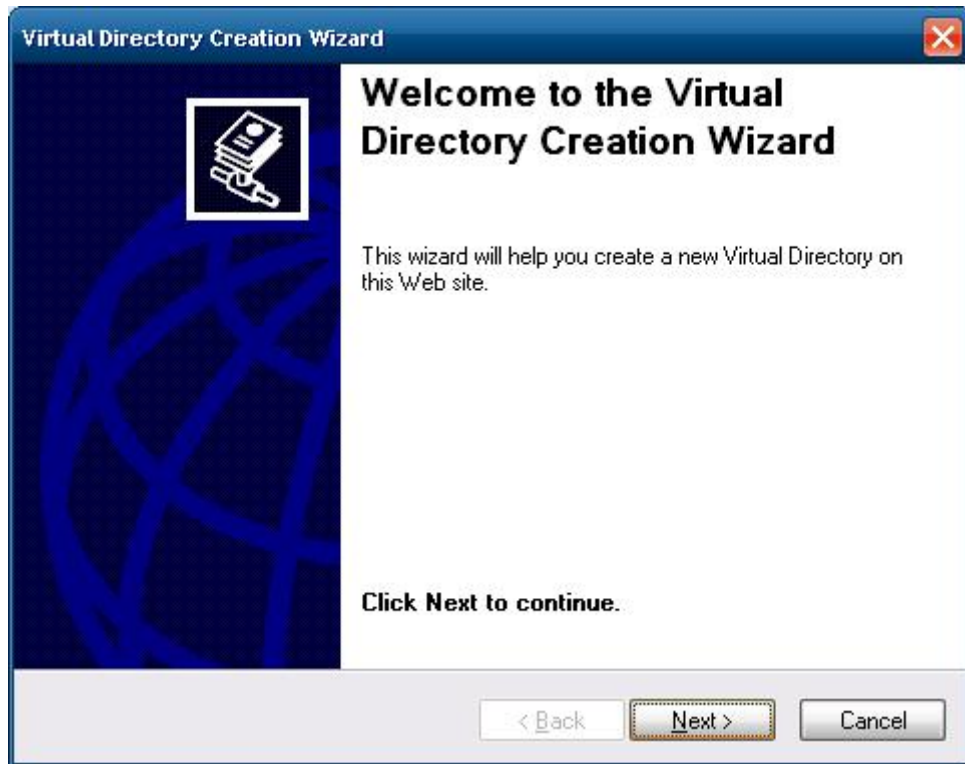 Virtual Directory Creation Wizard
Welcome to the Virtual
Directory Creation Wizard
This wizard will help you create a new Virtual Directory on
this Web site.
Click Next to continue.
< Back
Next >
Cancel